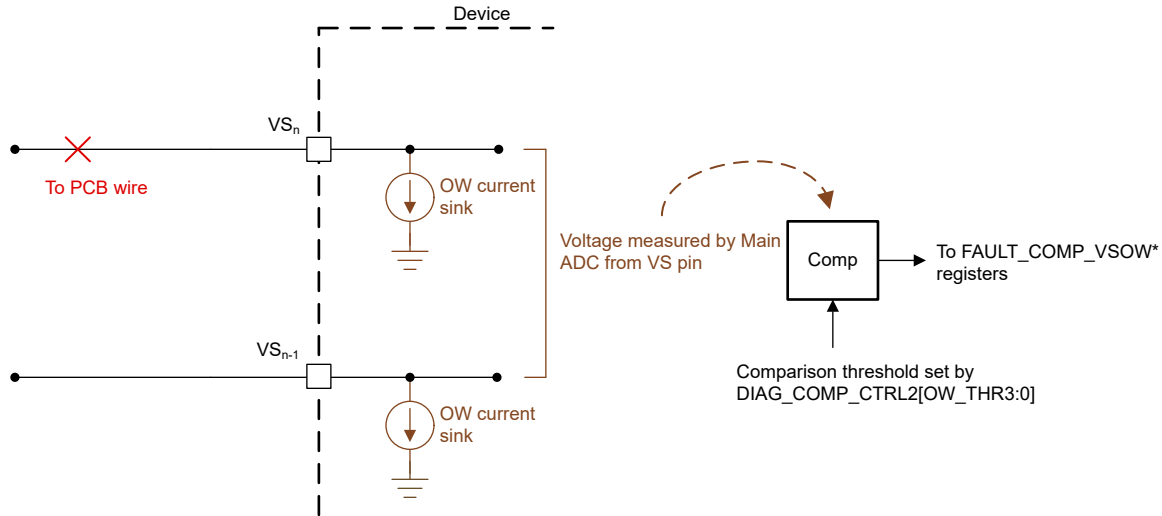 Device
VSn
To PCB wire
OW current
sink
Voltage measured by Main
ADC from VS pin
Comp
To FAULT_COMP_VSOW*
registers
VSn-1
Comparison threshold set by
DIAG_COMP_CTRL2[OW_THR3:0]
OW current
sink